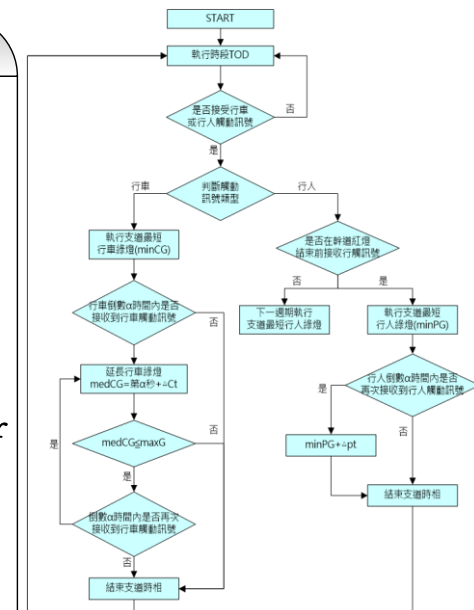 START
執行時段TOD
是否接受行車
或行人觸動訊號
否
是
判斷觸動
訊號類型
行車
行人
執行支道最短
行車綠燈(minCG)
是否在幹道紅燈
結束前接收行觸訊號
否
是
行車倒數α時間內是否
接收到行車觸動訊號
否
下一週期執行
支道最短行人綠燈
執行支道最短
行人綠燈(minPG)
延長行車綠燈
medCG=第α秒+△Ct
行人倒數α時間內是否
再次接收到行人觸動訊號
是
否
medCG≦maxG
否
是
是
minPG+△pt
倒數α時間內是否再次
接收到行車觸動訊號
否
結束支道時相
結束支道時相
r